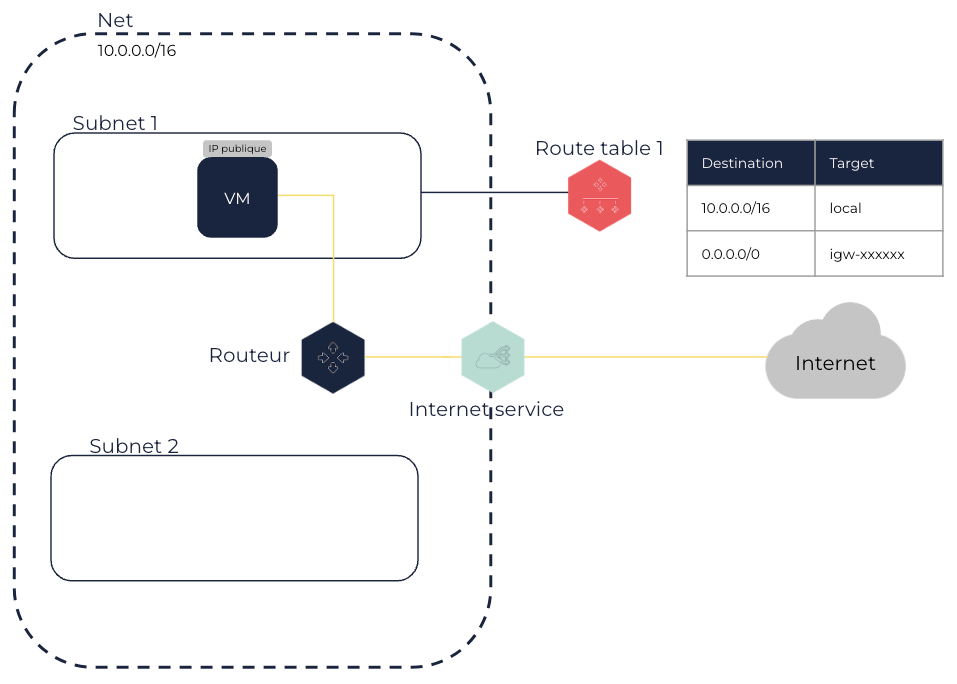 Net
10.0.0.0/16
Subnet 1
IP publique
VM
Route table 1
Destination Target
10.0.0.0/16 local
0.0.0.0/0 igw-xxxxxx
Routeur
Internet service
Internet
Subnet 2